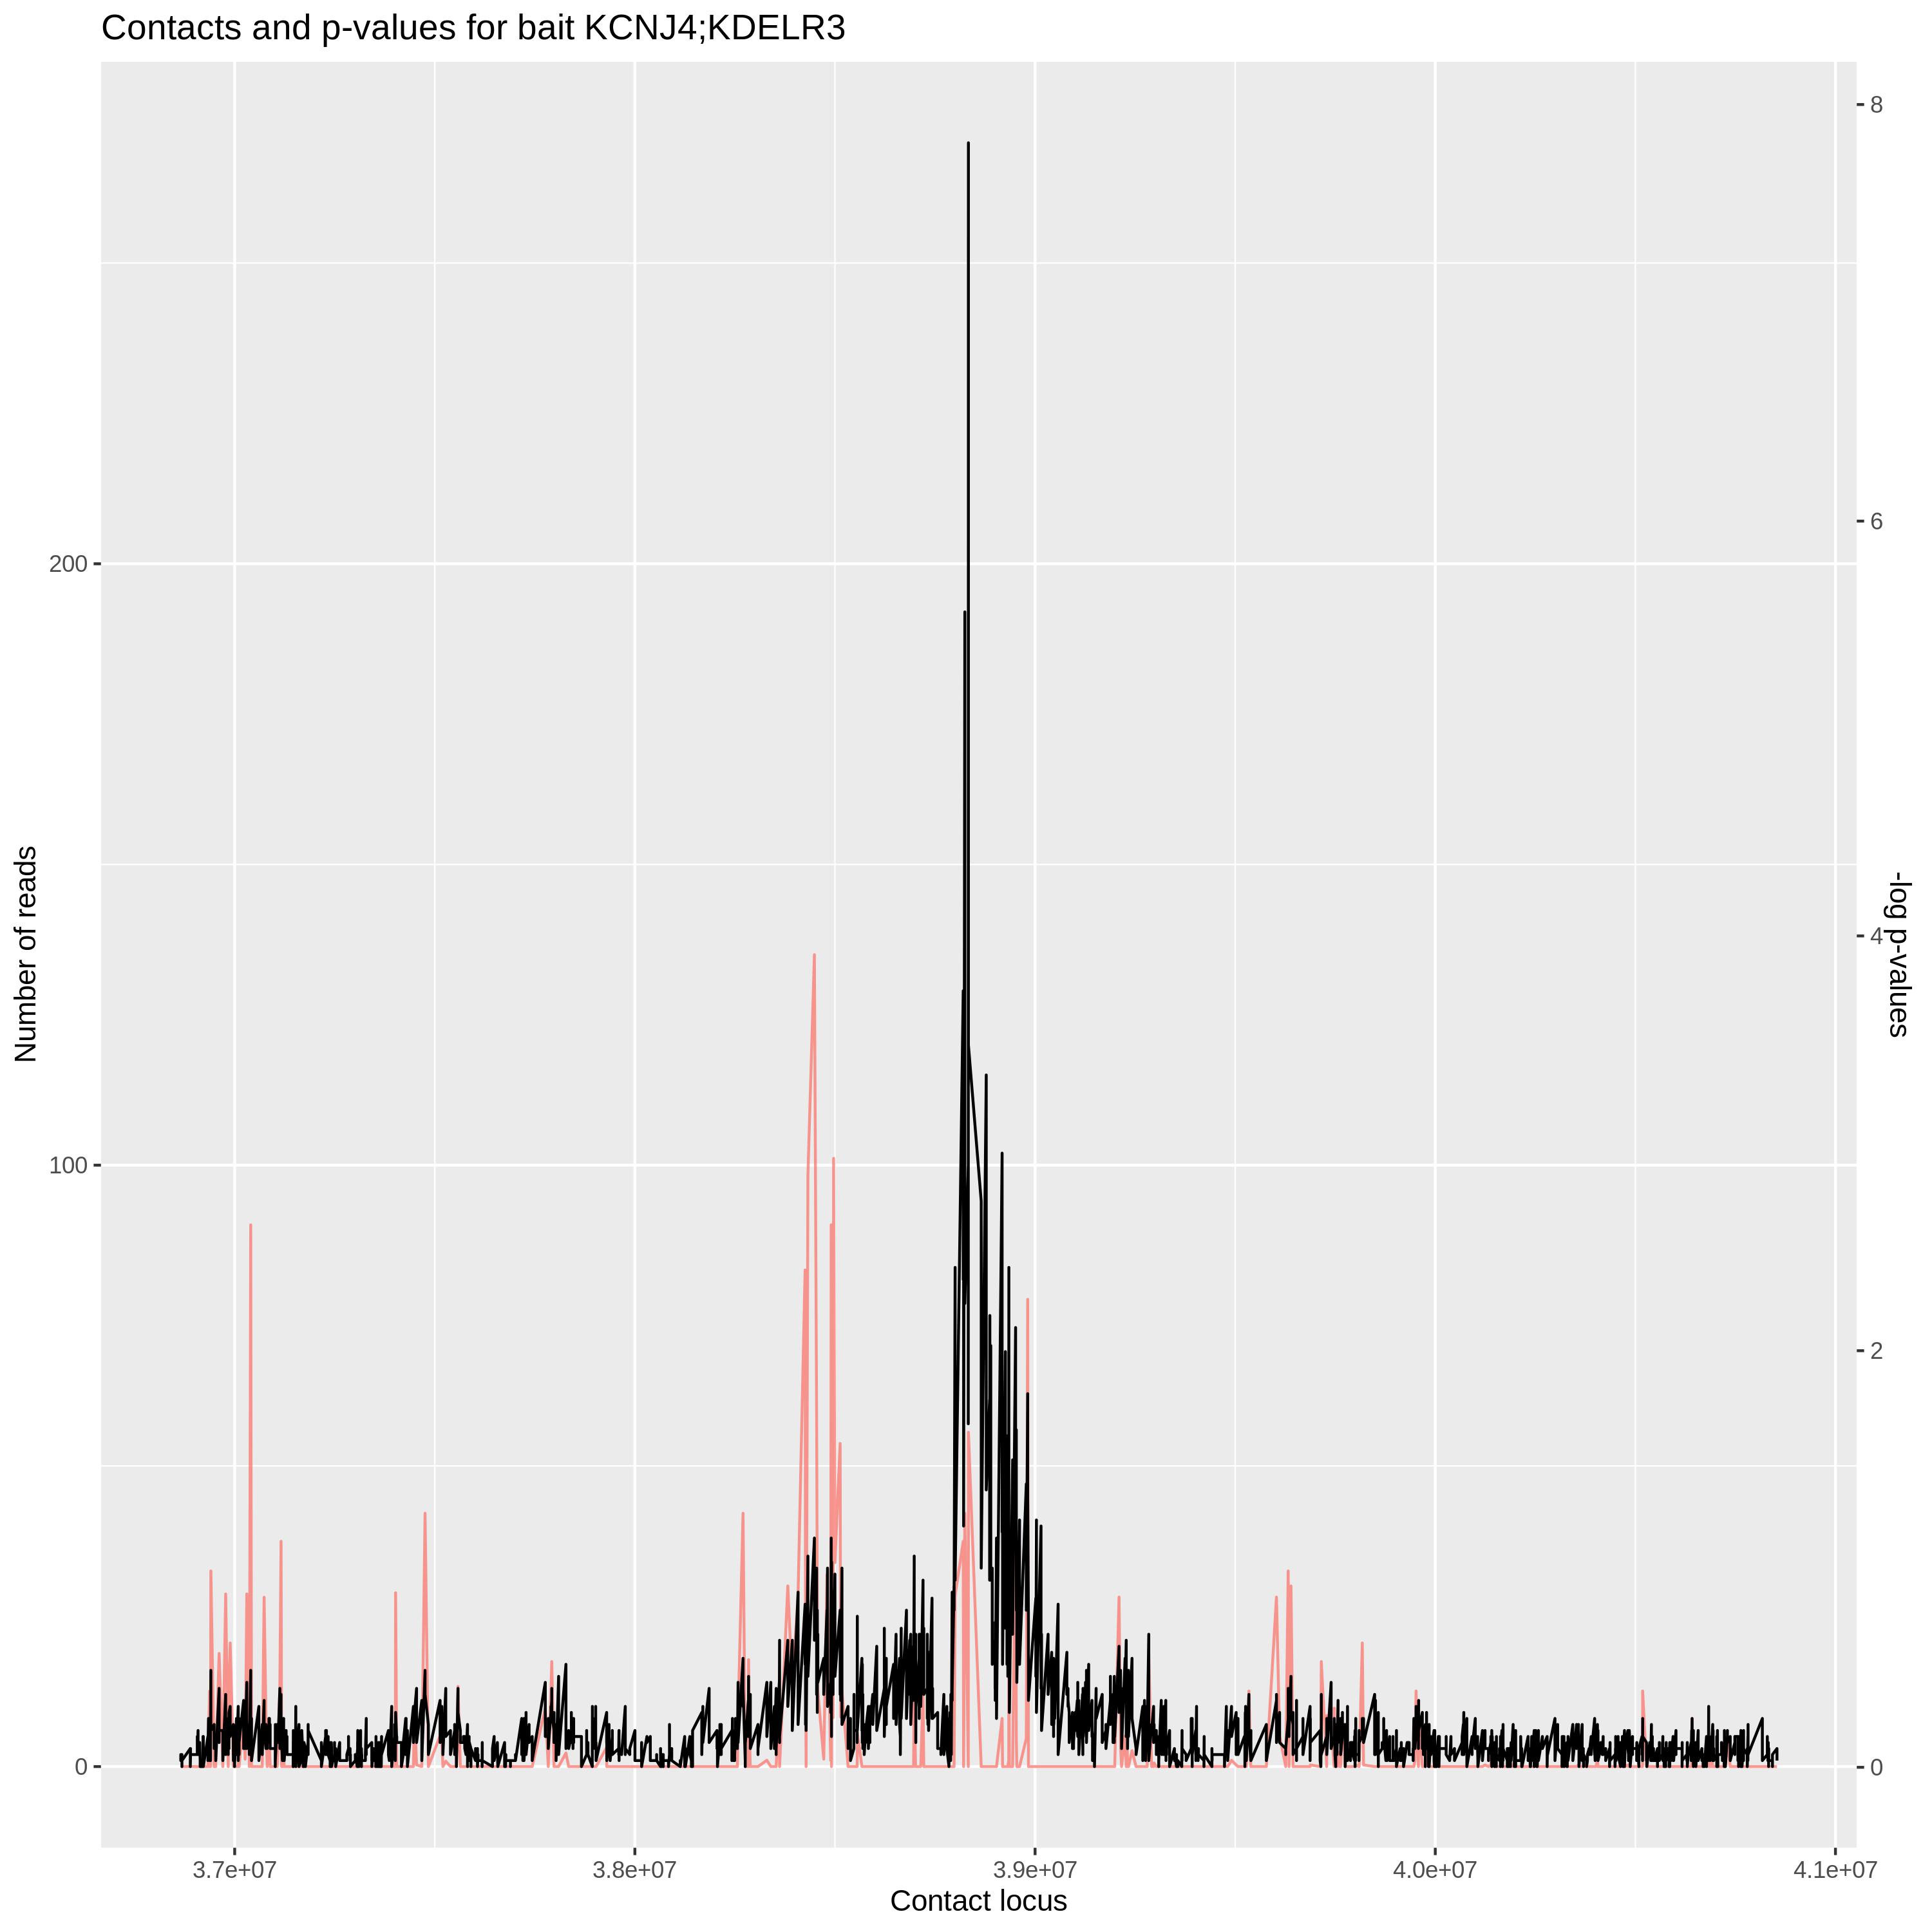 Contacts and p-values for bait KCNJ4;KDELR3
8
6
4
2
0
-log p-values
200
100
0
Number of reads
3.7e+07
3.8e+07
3.9e+07
4.0e+07
4.1e+07
Contact locus